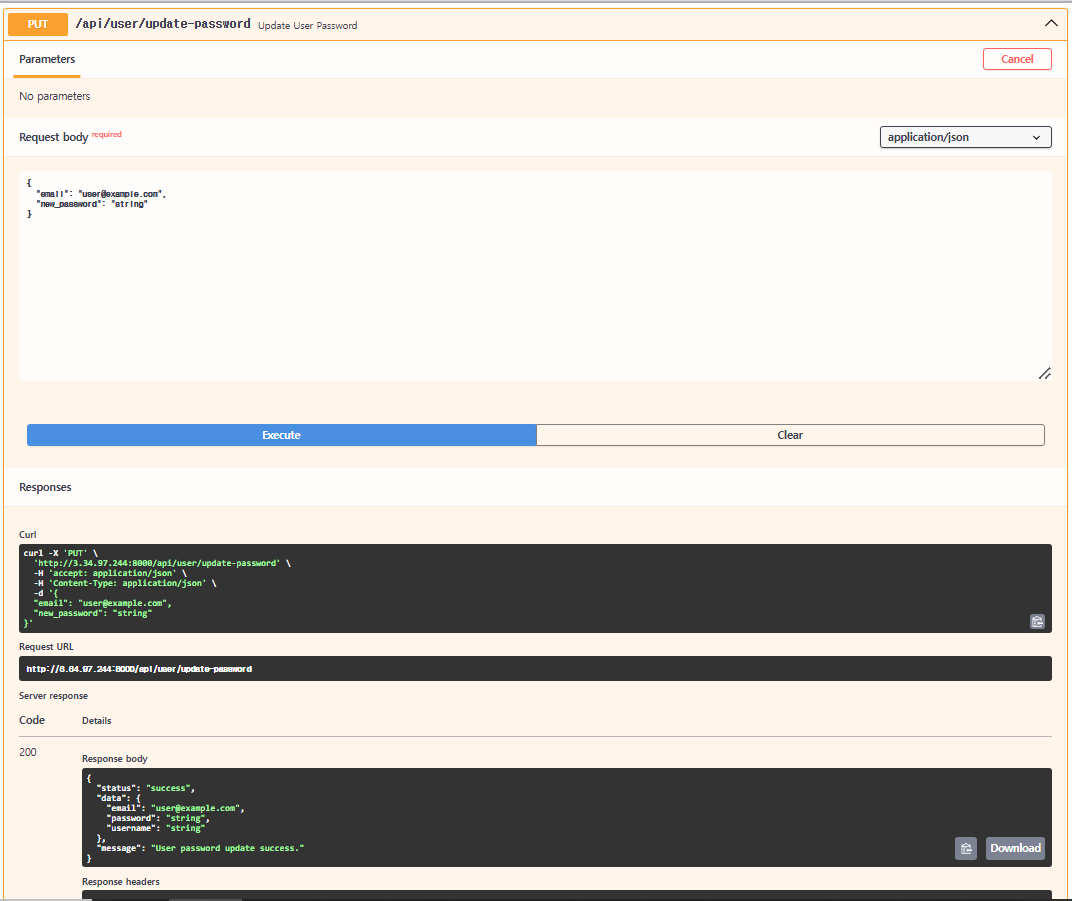 PUT /api/user/update-password Update User Password
Parameters
Cancel
No parameters
Request body required
application/json
{
"email": "user@example.com",
"new_password": "string"
}
Execute
Clear
Responses
Curl
curl -X 'PUT' \
'http://3.34.97.244:8000/api/user/update-password' \
-H 'accept: application/json' \
-H 'Content-Type: application/json' \
-d '{
"email": "user@example.com",
"new_password": "string"
}'
Request URL
http://6.64.97.244:8000/api/user/update-password
Server response
Code Details
200
Response body
{
"status": "success",
"data": {
"email": "user@example.com",
"password": "string",
"username": "string"
},
"message": "User password update success."
}
Download
Response headers